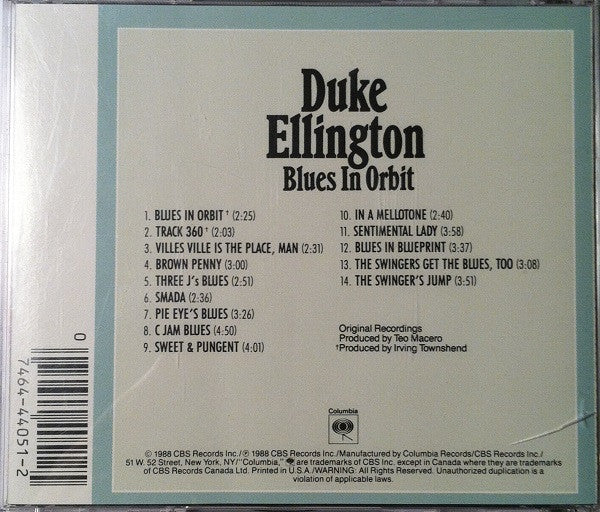 Duke
Ellington
Blues In Orbit
1. BLUES IN ORBIT† (2:25)
2. TRACK 360† (2:03)
3. VILLES VILLE IS THE PLACE, MAN (2:31)
4. BROWN PENNY (3:00)
5. THREE J's BLUES (2:51)
6. SMADA (2:36)
7. PIE EYE'S BLUES (3:26)
8. C JAM BLUES (4:50)
9. SWEET & PUNGENT (4:01)
10. IN A MELLOTONE (2:40)
11. SENTIMENTAL LADY (3:58)
12. BLUES IN BLUEPRINT (3:37)
13. THE SWINGERS GET THE BLUES, TOO (3:08)
14. THE SWINGER'S JUMP (3:51)
Original Recordings
Produced by Teo Macero
†Produced by Irving Townshend
0
7464-44051-2
Columbia
© 1988 CBS Records Inc./℗ 1988 CBS Records Inc./Manufactured by Columbia Records/CBS Records Inc./
51 W. 52 Street, New York, NY/"Columbia," are trademarks of CBS Inc. except in Canada where they are trademarks
of CBS Records Canada Ltd. Printed in U.S.A./WARNING: All Rights Reserved. Unauthorized duplication is a
violation of applicable laws.